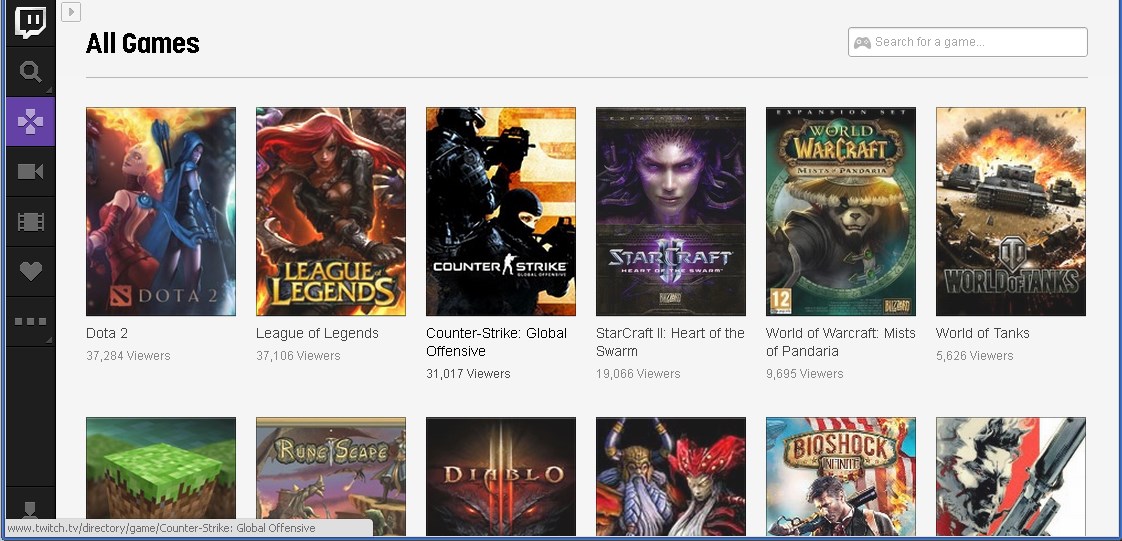 All Games
Search for a game...
DOTA 2
LEAGUE of LEGENDS
COUNTER STRIKE
GLOBAL OFFENSIVE
EXPANSION SET
STARCRAFT II
HEART OF THE SWARM
BLIZZARD
EXPANSION SET
WORLD OF WARCRAFT
MISTS of PANDARIA
12
BLIZZARD
WORLD OF TANKS
Dota 2
37,284 Viewers
League of Legends
37,106 Viewers
Counter-Strike: Global
Offensive
31,017 Viewers
StarCraft II: Heart of the
Swarm
19,066 Viewers
World of Warcraft: Mists
of Pandaria
9,695 Viewers
World of Tanks
5,626 Viewers
RUNESCAPE
DIABLO
III
BIOSHOCK
INFINITE
www.twitch.tv/directory/game/Counter-Strike: Global Offensive